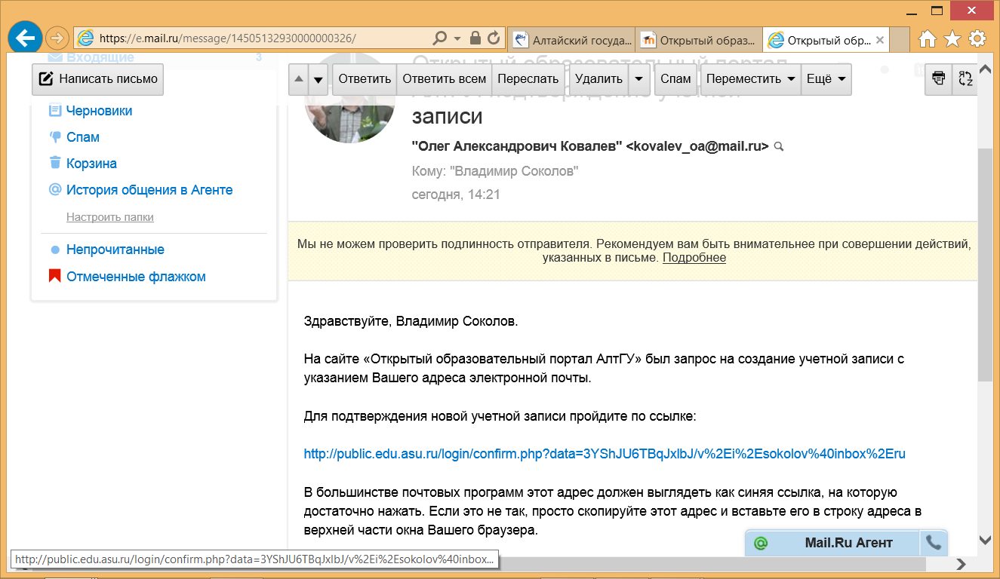 https://e.mail.ru/message/14505132930000000326/
Алтайский государ...
Открытый образ...
Открытый обр...
Входящие 3
Написать письмо
Ответить
Ответить всем
Переслать
Удалить
Спам
Переместить
Ещё
Черновики
Спам
Корзина
История общения в Агенте
Настроить папки
Непрочитанные
Отмеченные флажком
Открытый образовательный портал
АлтГУ: подтверждение учетной
записи
"Олег Александрович Ковалев" <kovalev_oa@mail.ru>
Кому: "Владимир Соколов"
сегодня, 14:21
Мы не можем проверить подлинность отправителя. Рекомендуем вам быть внимательнее при совершении действий,
указанных в письме. Подробнее
Здравствуйте, Владимир Соколов.
На сайте «Открытый образовательный портал АлтГУ» был запрос на создание учетной записи с
указанием Вашего адреса электронной почты.
Для подтверждения новой учетной записи пройдите по ссылке:
http://public.edu.asu.ru/login/confirm.php?data=3YShJU6TBqJxlbJ/v%2Ei%2Esokolov%40inbox%2Eru
В большинстве почтовых программ этот адрес должен выглядеть как синяя ссылка, на которую
достаточно нажать. Если это не так, просто скопируйте этот адрес и вставьте его в строку адреса в
верхней части окна Вашего браузера.
Mail.Ru Агент
http://public.edu.asu.ru/login/confirm.php?data=3YShJU6TBqJxlbJ/v%2Ei%2Esokolov%40inbox...